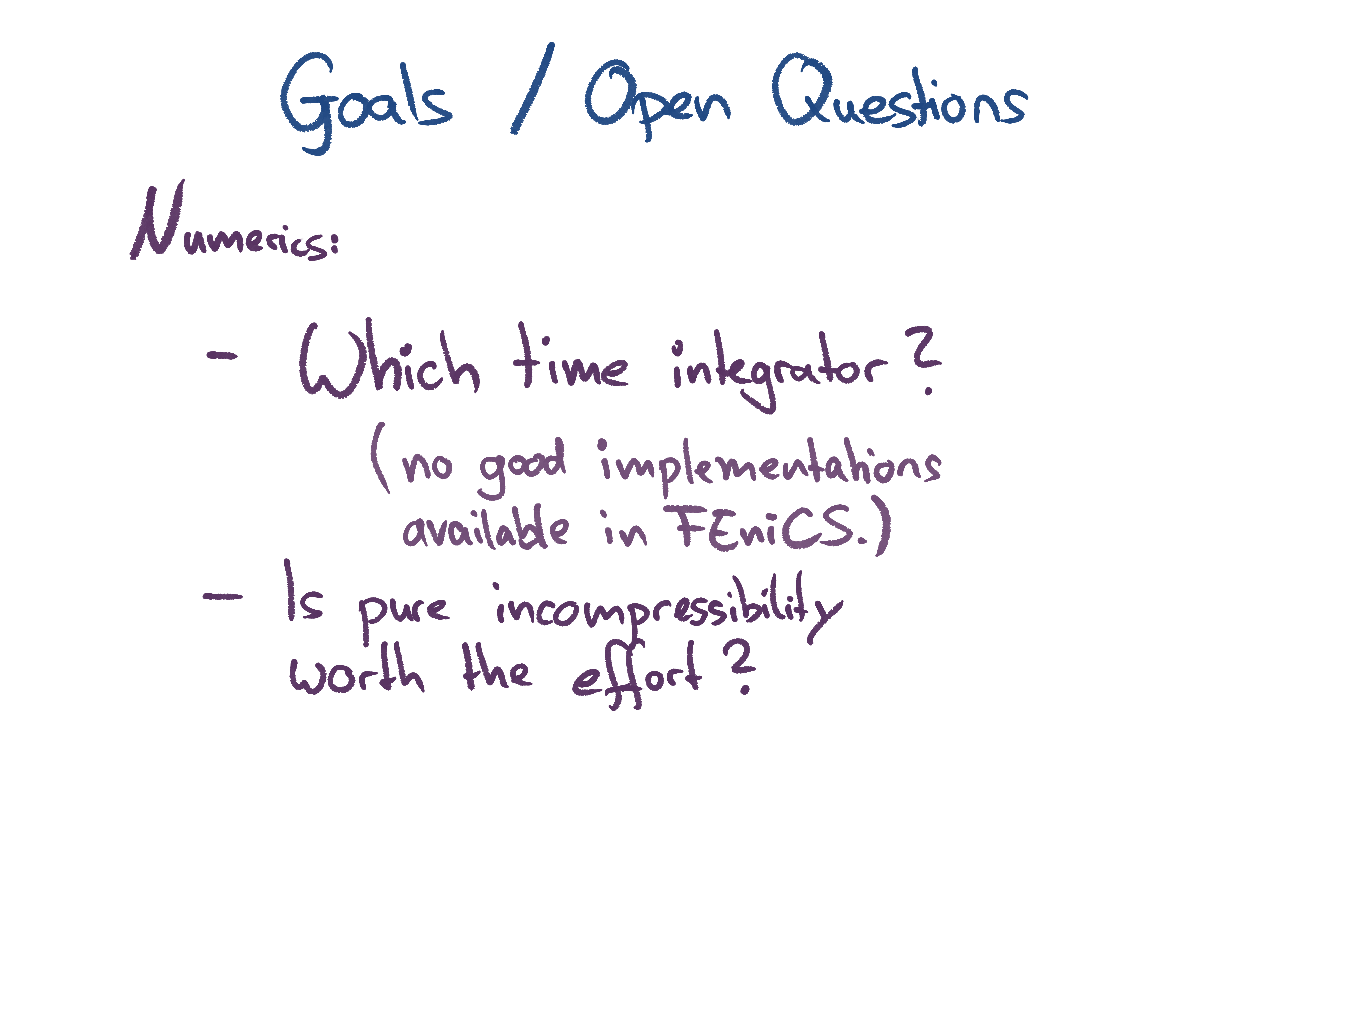 Goals / Open Questions
Numerics:
- Which time integrator?
(no good implementations
available in FEniCS.)
- Is pure incompressibility
worth the effort?